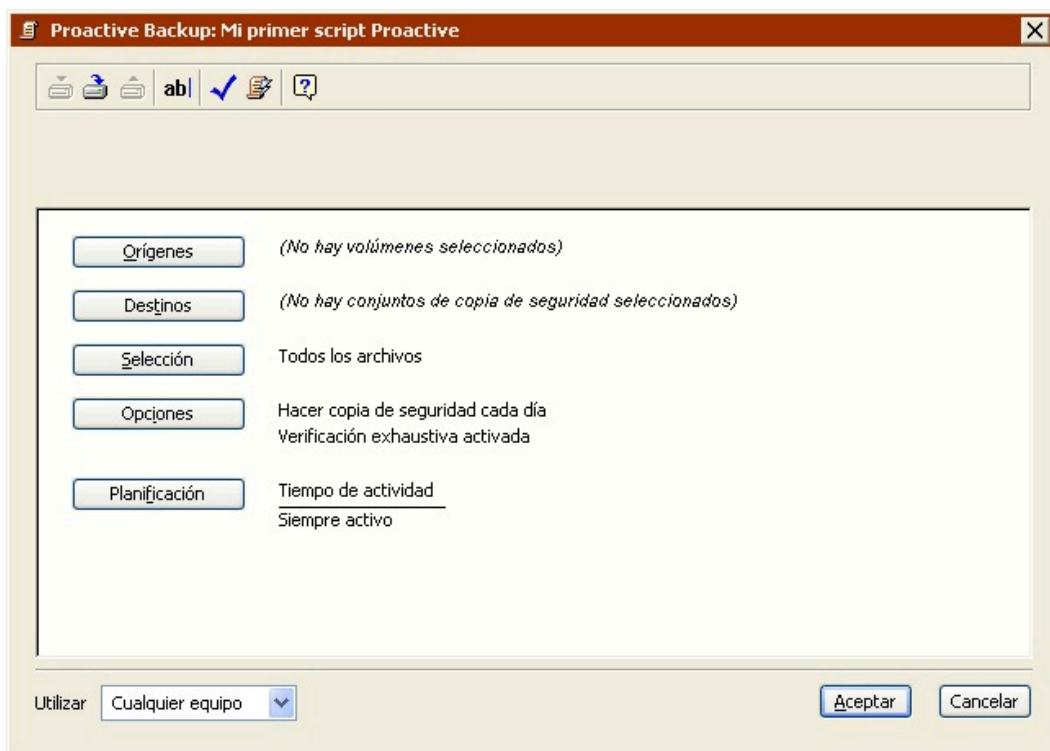 Proactive Backup: Mi primer script Proactive
ab|
Orígenes (No hay volúmenes seleccionados)
Destinos (No hay conjuntos de copia de seguridad seleccionados)
Selección Todos los archivos
Opciones Hacer copia de seguridad cada día
Verificación exhaustiva activada
Planificación Tiempo de actividad
Siempre activo
Utilizar Cualquier equipo Aceptar Cancelar